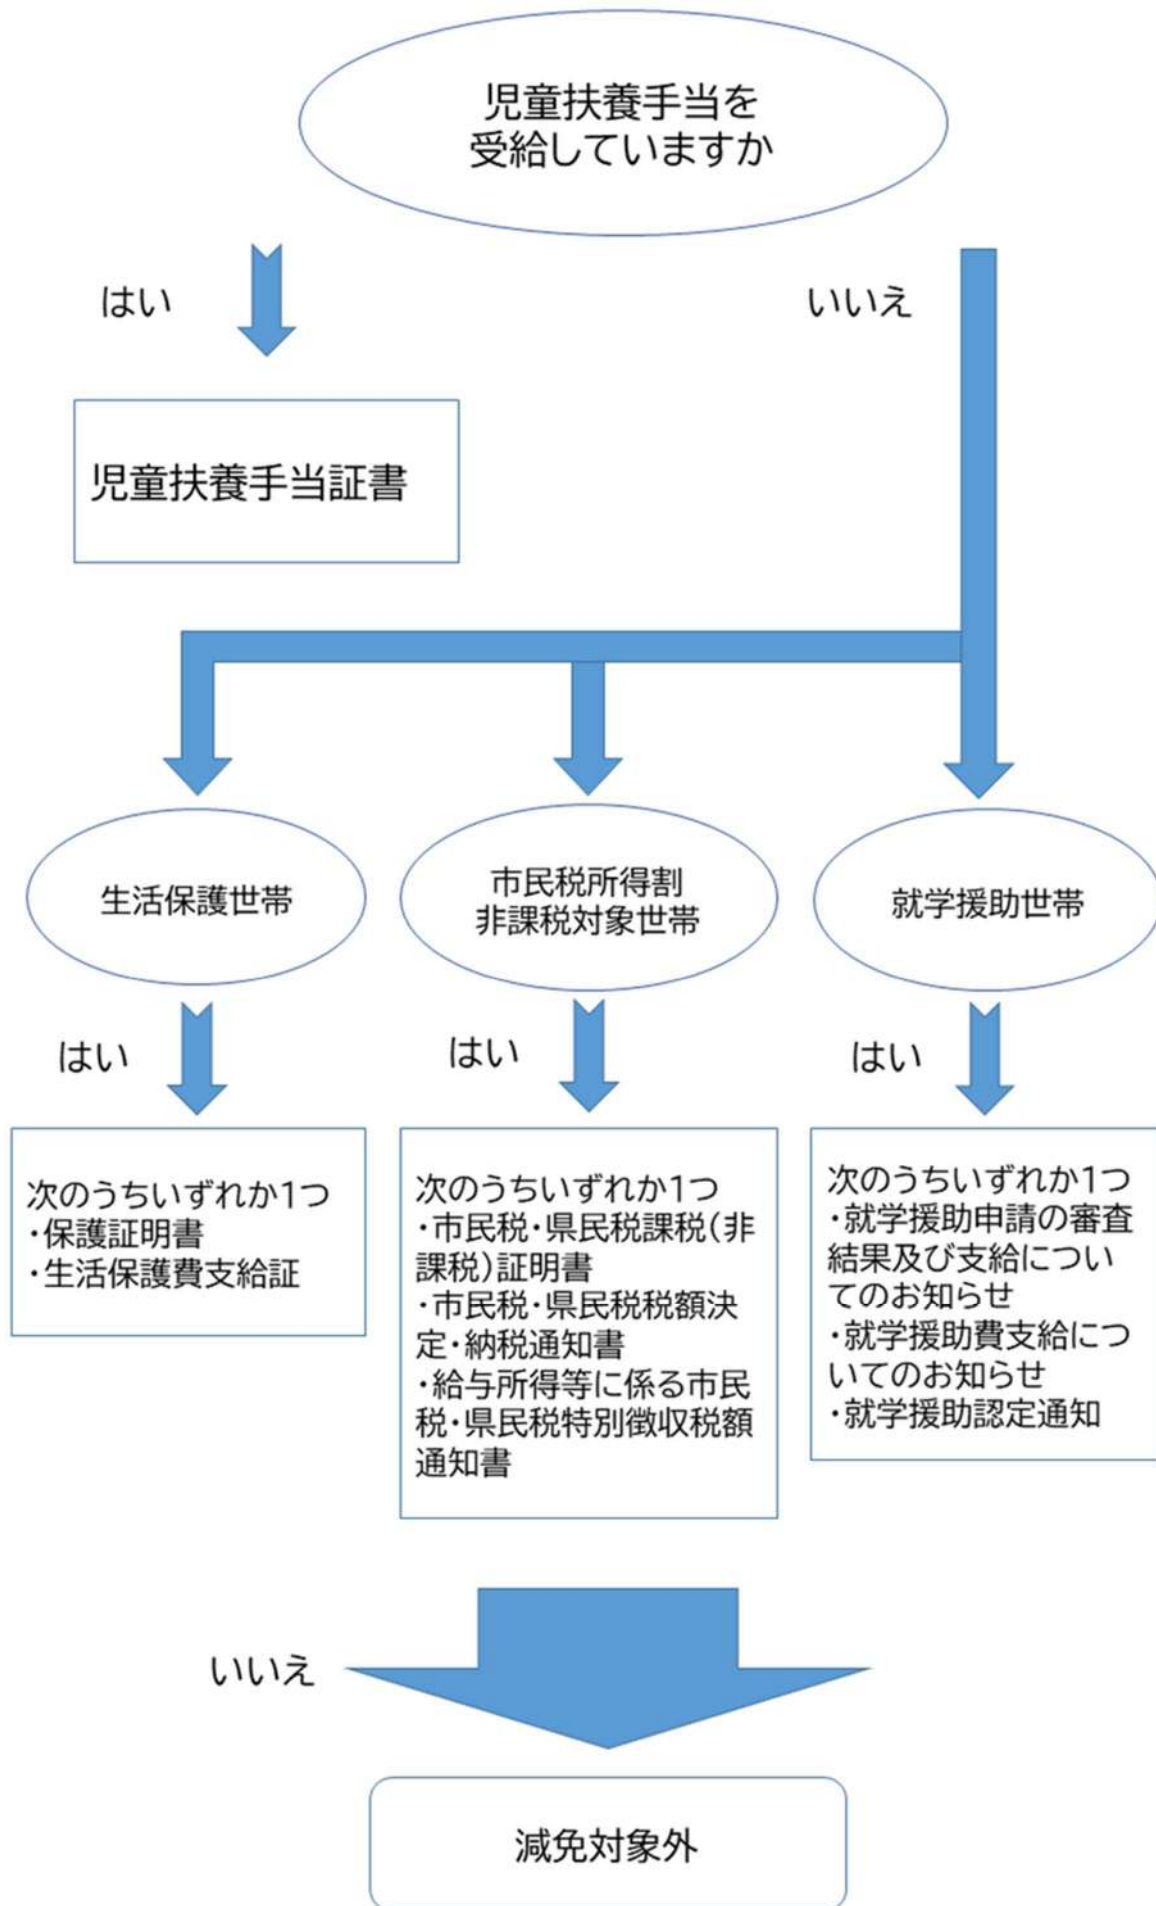 児童扶養手当を
受給していますか
はい
いいえ
児童扶養手当証書
生活保護世帯
市民税所得割
非課税対象世帯
就学援助世帯
はい
はい
はい
次のうちいずれか1つ
・保護証明書
・生活保護費支給証
次のうちいずれか1つ
・市民税・県民税課税(非
課税)証明書
・市民税・県民税税額決
定・納税通知書
・給与所得等に係る市民
税・県民税特別徴収税額
通知書
次のうちいずれか1つ
・就学援助申請の審査
結果及び支給につい
てのお知らせ
・就学援助費支給につ
いてのお知らせ
・就学援助認定通知
いいえ
減免対象外